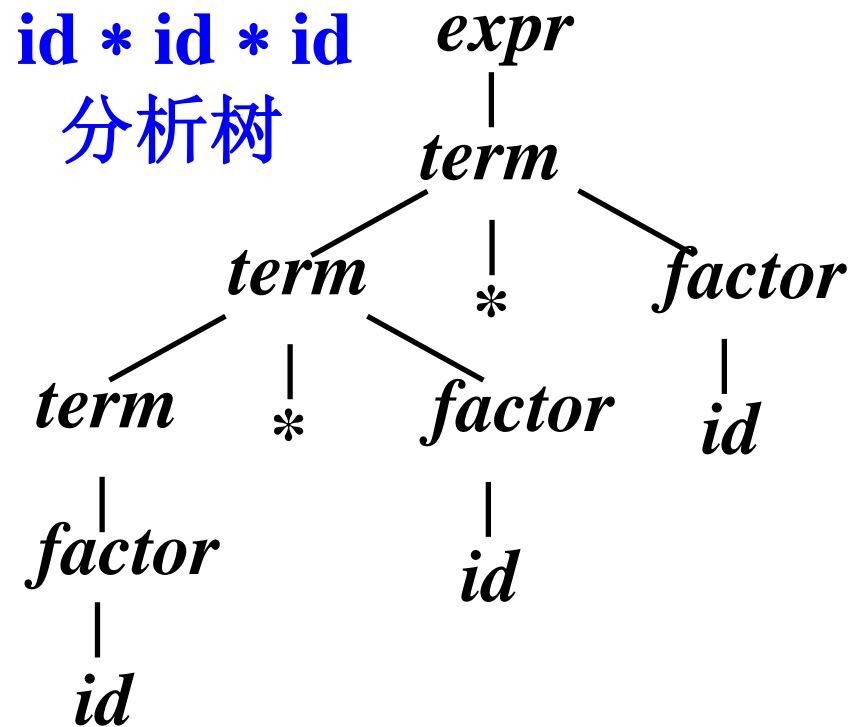 id * id * id
分析树
expr
term
term * factor
term * factor id
factor id
id